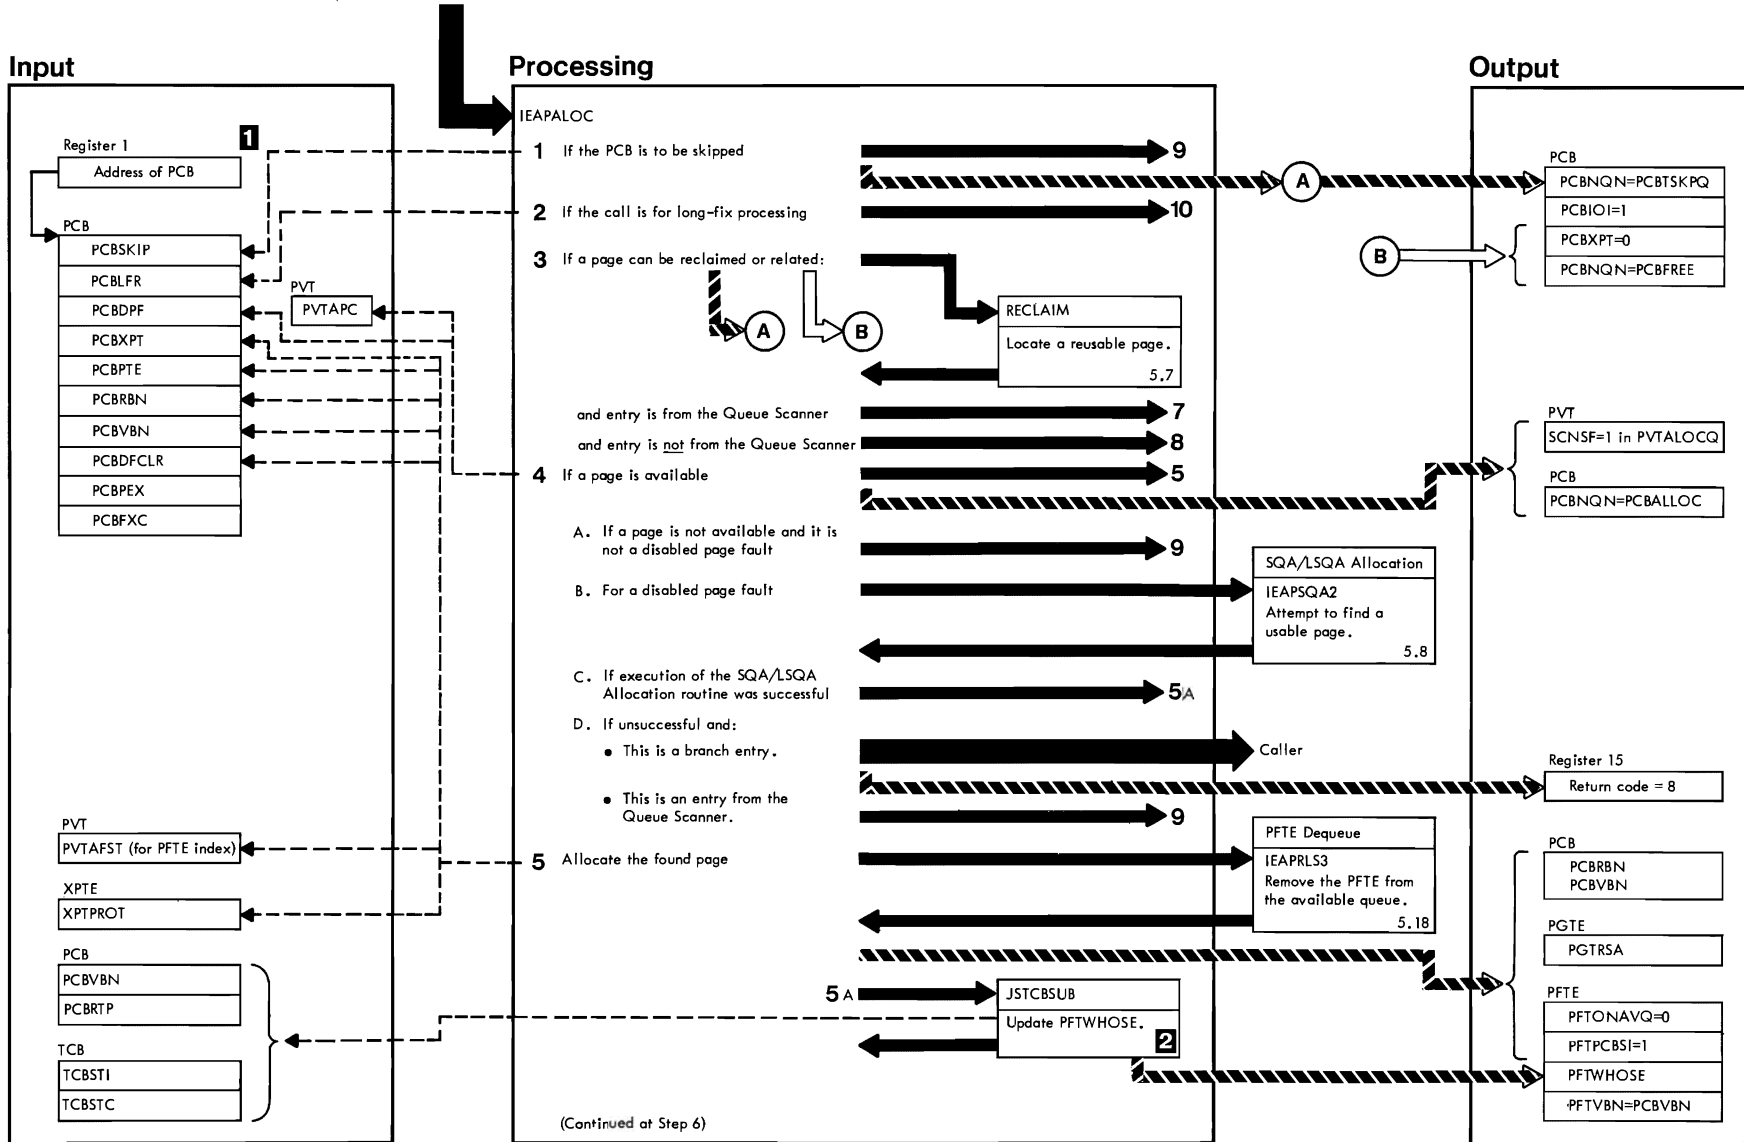 Input
Processing
Output
1
Register 1
Address of PCB
PCB
PCBSKIP
PCBLFR
PCBDPF
PCBXPT
PCBPTE
PCBRBN
PCBVBN
PCBDFCLR
PCBPEX
PCBFXC
PVT
PVTAPC
PVT
PVTAFST (for PFTE index)
XPTE
XPTPROT
PCB
PCBVBN
PCBRTP
TCB
TCBSTI
TCBSTC
IEAPALOC
1 If the PCB is to be skipped
9
A
2 If the call is for long-fix processing
10
3 If a page can be reclaimed or related:
A
B
RECLAIM
Locate a reusable page.
5.7
and entry is from the Queue Scanner
7
and entry is not from the Queue Scanner
8
4 If a page is available
5
A. If a page is not available and it is
not a disabled page fault
9
B. For a disabled page fault
SQA/LSQA Allocation
IEAPSQA2
Attempt to find a
usable page.
5.8
C. If execution of the SQA/LSQA
Allocation routine was successful
5A
D. If unsuccessful and:
• This is a branch entry.
Caller
• This is an entry from the
Queue Scanner.
9
5 Allocate the found page
PFTE Dequeue
IEAPRLS3
Remove the PFTE from
the available queue.
5.18
5A
JSTCBSUB
Update PFTWHOSE.
2
(Continued at Step 6)
PCB
PCBNQN=PCBTSKPQ
PCBIOI=1
B
PCBXPT=0
PCBNQN=PCBFREE
PVT
SCNSF=1 in PVTALOCQ
PCB
PCBNQN=PCBALLOC
Register 15
Return code = 8
PCB
PCBRBN
PCBVBN
PGTE
PGTRSA
PFTE
PFTONAVQ=0
PFTPCBSI=1
PFTWHOSE
PFTVBN=PCBVBN